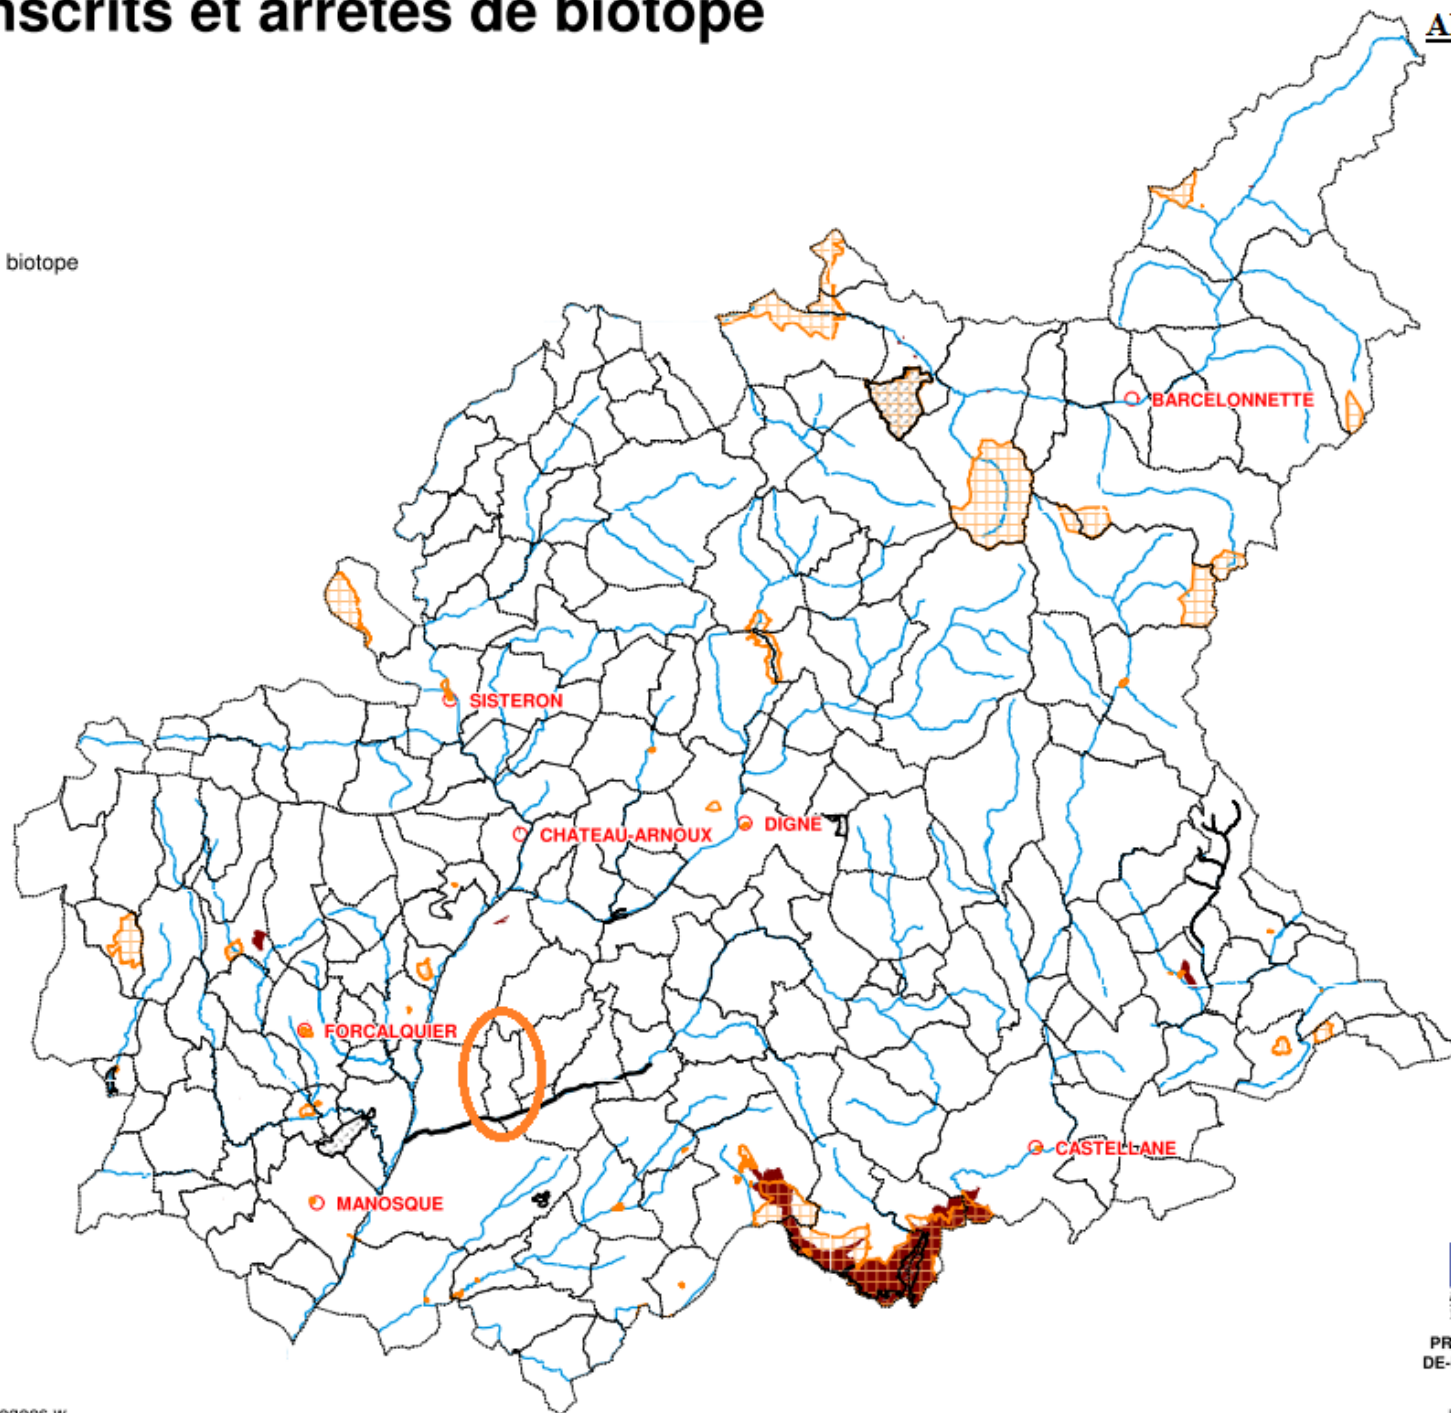 nscrits et arrêtés de biotope
biotope
BARCELONNETTE
SISTERON
CHATEAU-ARNOUX
DIGNE
FORCALQUIER
CASTELLANE
MANOSQUE
PR
DE-